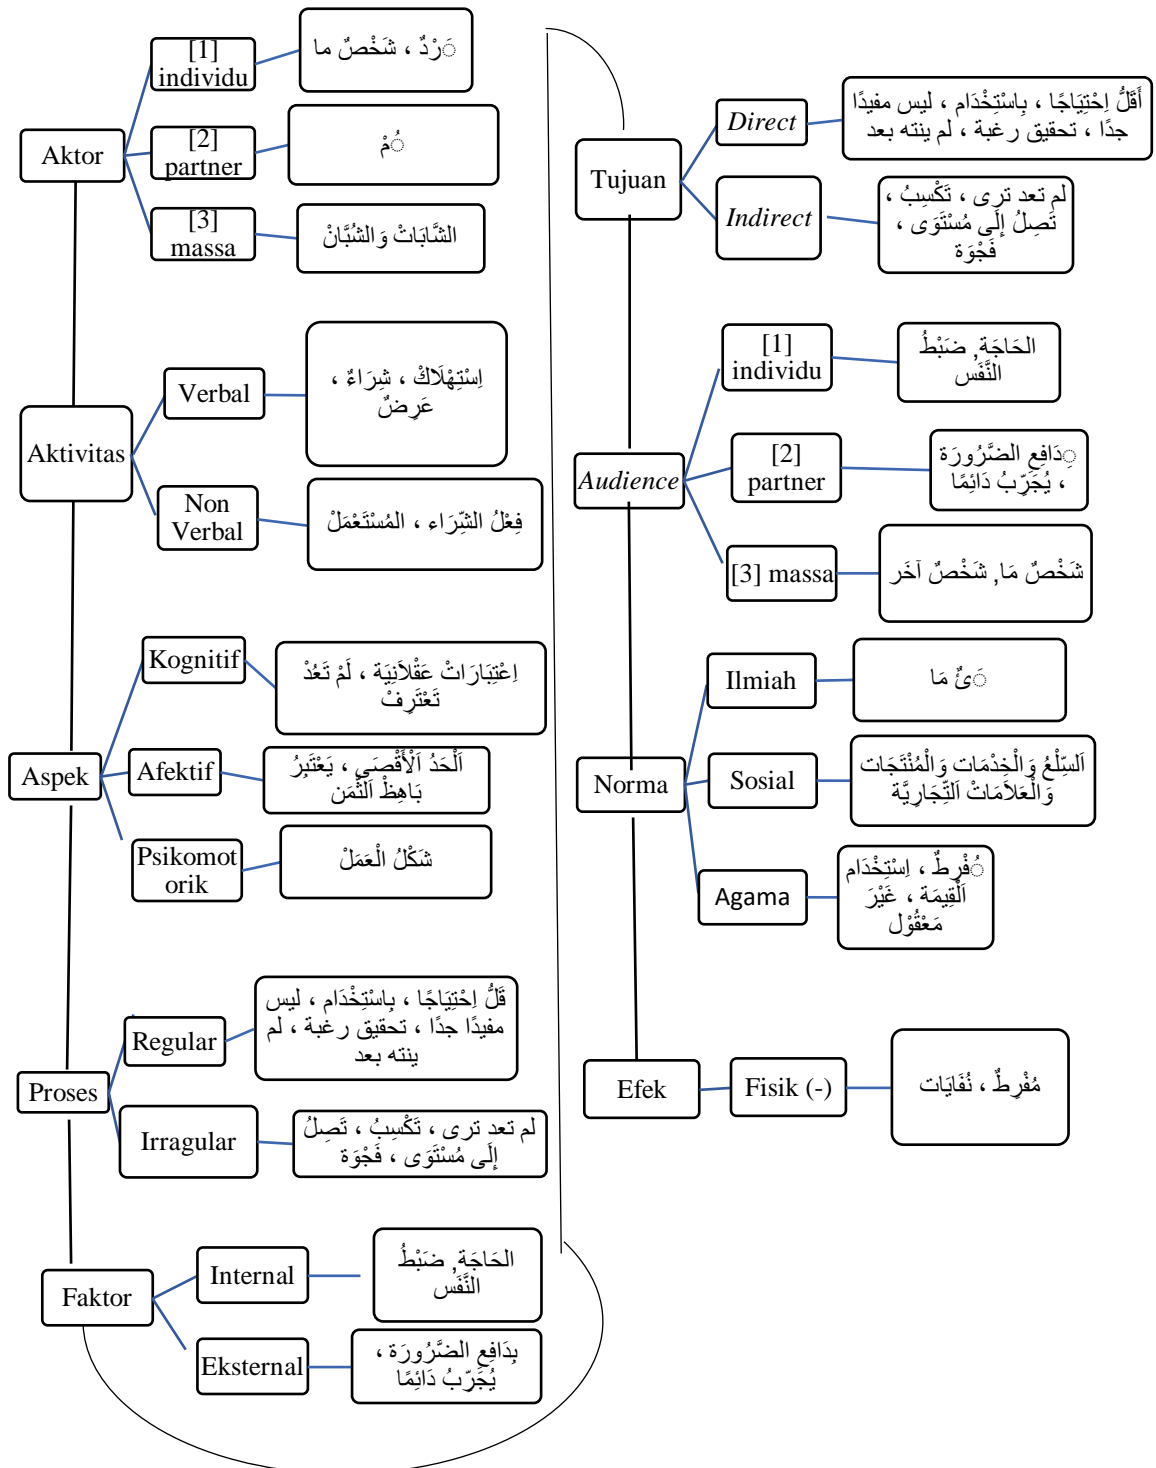 Aktor
[1]
individu
َرْدٌ ، شَخْصٌ ما
[2]
partner
ُمْ
[3]
massa
الشَّابَاتْ وَالشُبَّانْ
Aktivitas
Verbal
اِسْتِهْلَاكْ ، شِرَاءٌ ،
عَرِضٌ
Non
Verbal
فِعْلُ الشِّرَاء ، المُسْتَعْمَلْ
Aspek
Kognitif
اِعْتِبَارَاتْ عَقْلاَنِيَة ، لَمْ تَعُدْ
تَعْتَرِفْ
Afektif
اَلْحَدُ اَلْأَقْصَى ، يَعْتَبِرُ
بَاهِظْ اَلثَّمَن
Psikomot
orik
شَكْلُ الْعَمَلْ
Proses
Regular
قَلُّ اِحْتِيَاجًا ، بِاسْتِخْدَام ، ليس
مفيدًا جدًا ، تحقيق رغبة ، لم
ينته بعد
Irragular
لم تعد ترى ، تَكْسِبُ ، تَصِلُ
إلَى مُسْتَوَى ، فَجْوَة
Faktor
Internal
الحَاجَة, ضَبْطُ
النَّفَس
Eksternal
بِدَافِع الضَّرُورَة ،
يُجَرِّبُ دَائِمًا
Tujuan
Direct
أَقَلُّ اِحْتِيَاجًا ، بِاسْتِخْدَام ، ليس مفيدًا
جدًا ، تحقيق رغبة ، لم ينته بعد
Indirect
لم تعد ترى ، تَكْسِبُ ،
تَصِلُ إلَى مُسْتَوَى ،
فَجْوَة
Audience
[1]
individu
الحَاجَة, ضَبْطُ
النَّفَس
[2]
partner
ِدَافِع الضَّرُورَة
، يُجَرِّبُ دَائِمًا
[3] massa
شَخْصٌ مَا, شَخْصٌ آخَر
Norma
Ilmiah
َئٌ مَا
Sosial
اَلسِّلْعُ وَالْخِدْمَات وَالْمُنْتَجَات
وَالْعَلاَمَاتْ اَلتِّجَارِيَّة
Agama
ُفْرِطٌ ، اِسْتِخْدَام
اَلْقِيمَة ، غَيْرَ
مَعْقُوْل
Efek
Fisik (-)
مُفْرِطٌ ، نُفَايَات